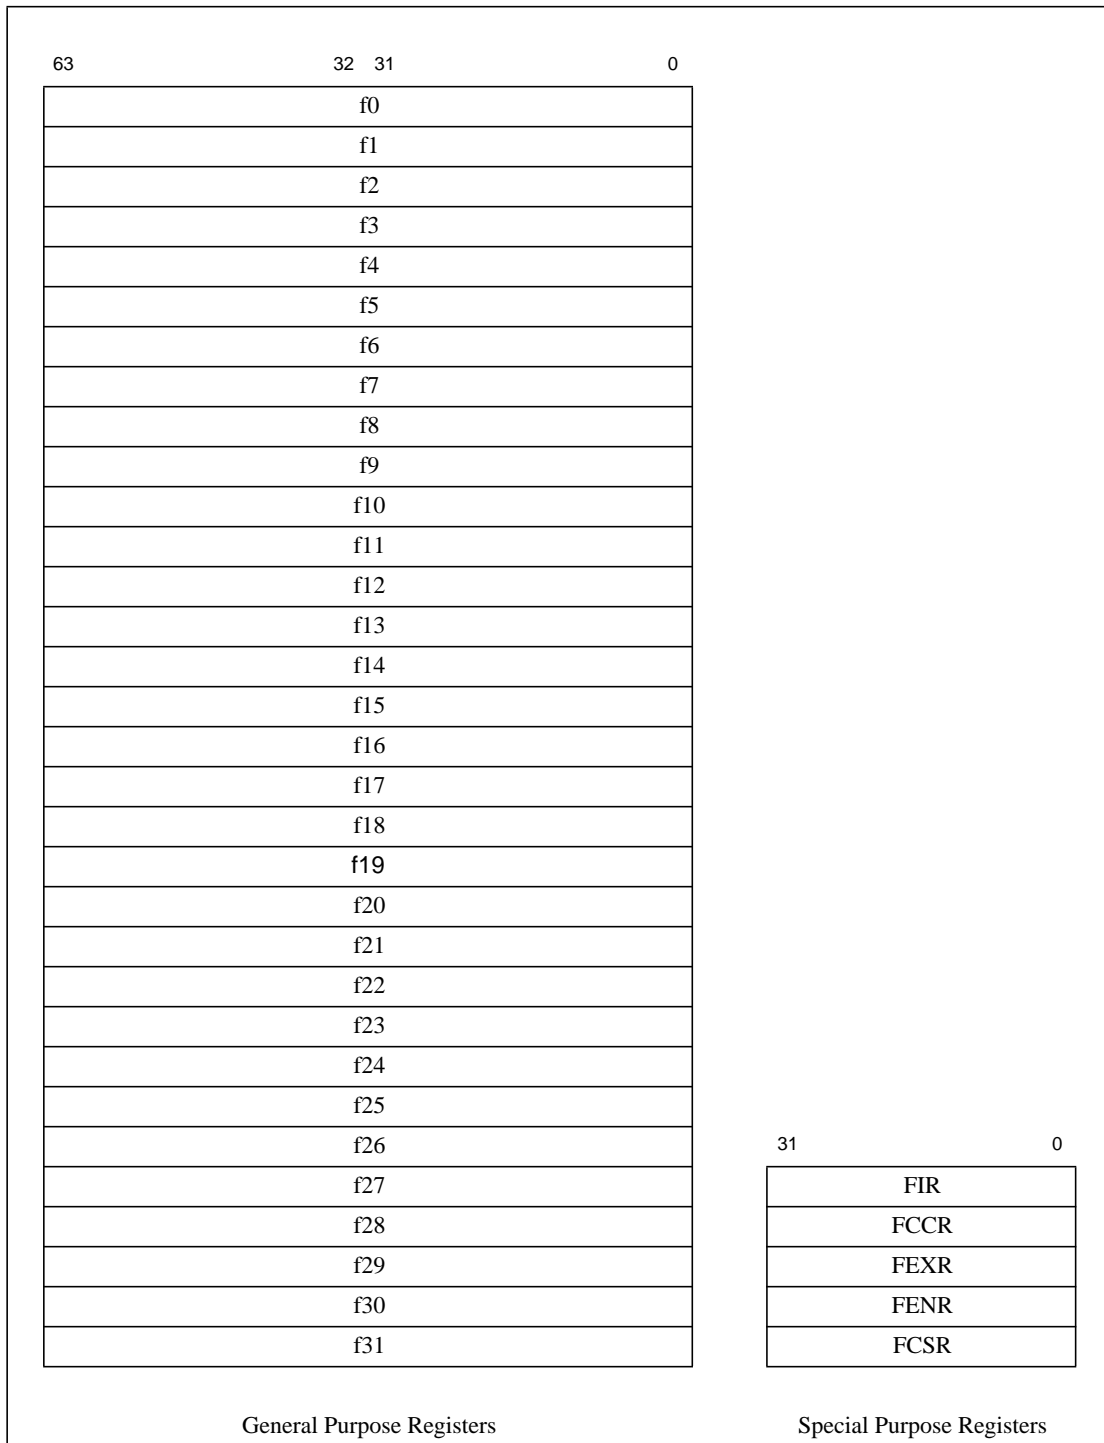 63 32 31 0
f0
f1
f2
f3
f4
f5
f6
f7
f8
f9
f10
f11
f12
f13
f14
f15
f16
f17
f18
f19
f20
f21
f22
f23
f24
f25
f26
f27
f28
f29
f30
f31
General Purpose Registers
31 0
FIR
FCCR
FEXR
FENR
FCSR
Special Purpose Registers